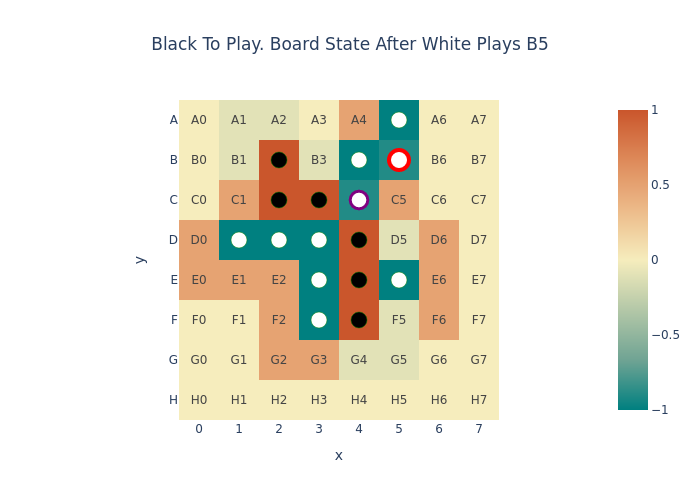 Black To Play. Board State After White Plays B5
A A0 A1 A2 A3 A4 A6 A7
B B0 B1 B3 B6 B7
C C0 C1 C5 C6 C7
D D0 D5 D6 D7
E E0 E1 E2 E6 E7
F F0 F1 F2 F5 F6 F7
G G0 G1 G2 G3 G4 G5 G6 G7
H H0 H1 H2 H3 H4 H5 H6 H7
0 1 2 3 4 5 6 7
x
y
1
0.5
0
−0.5
−1